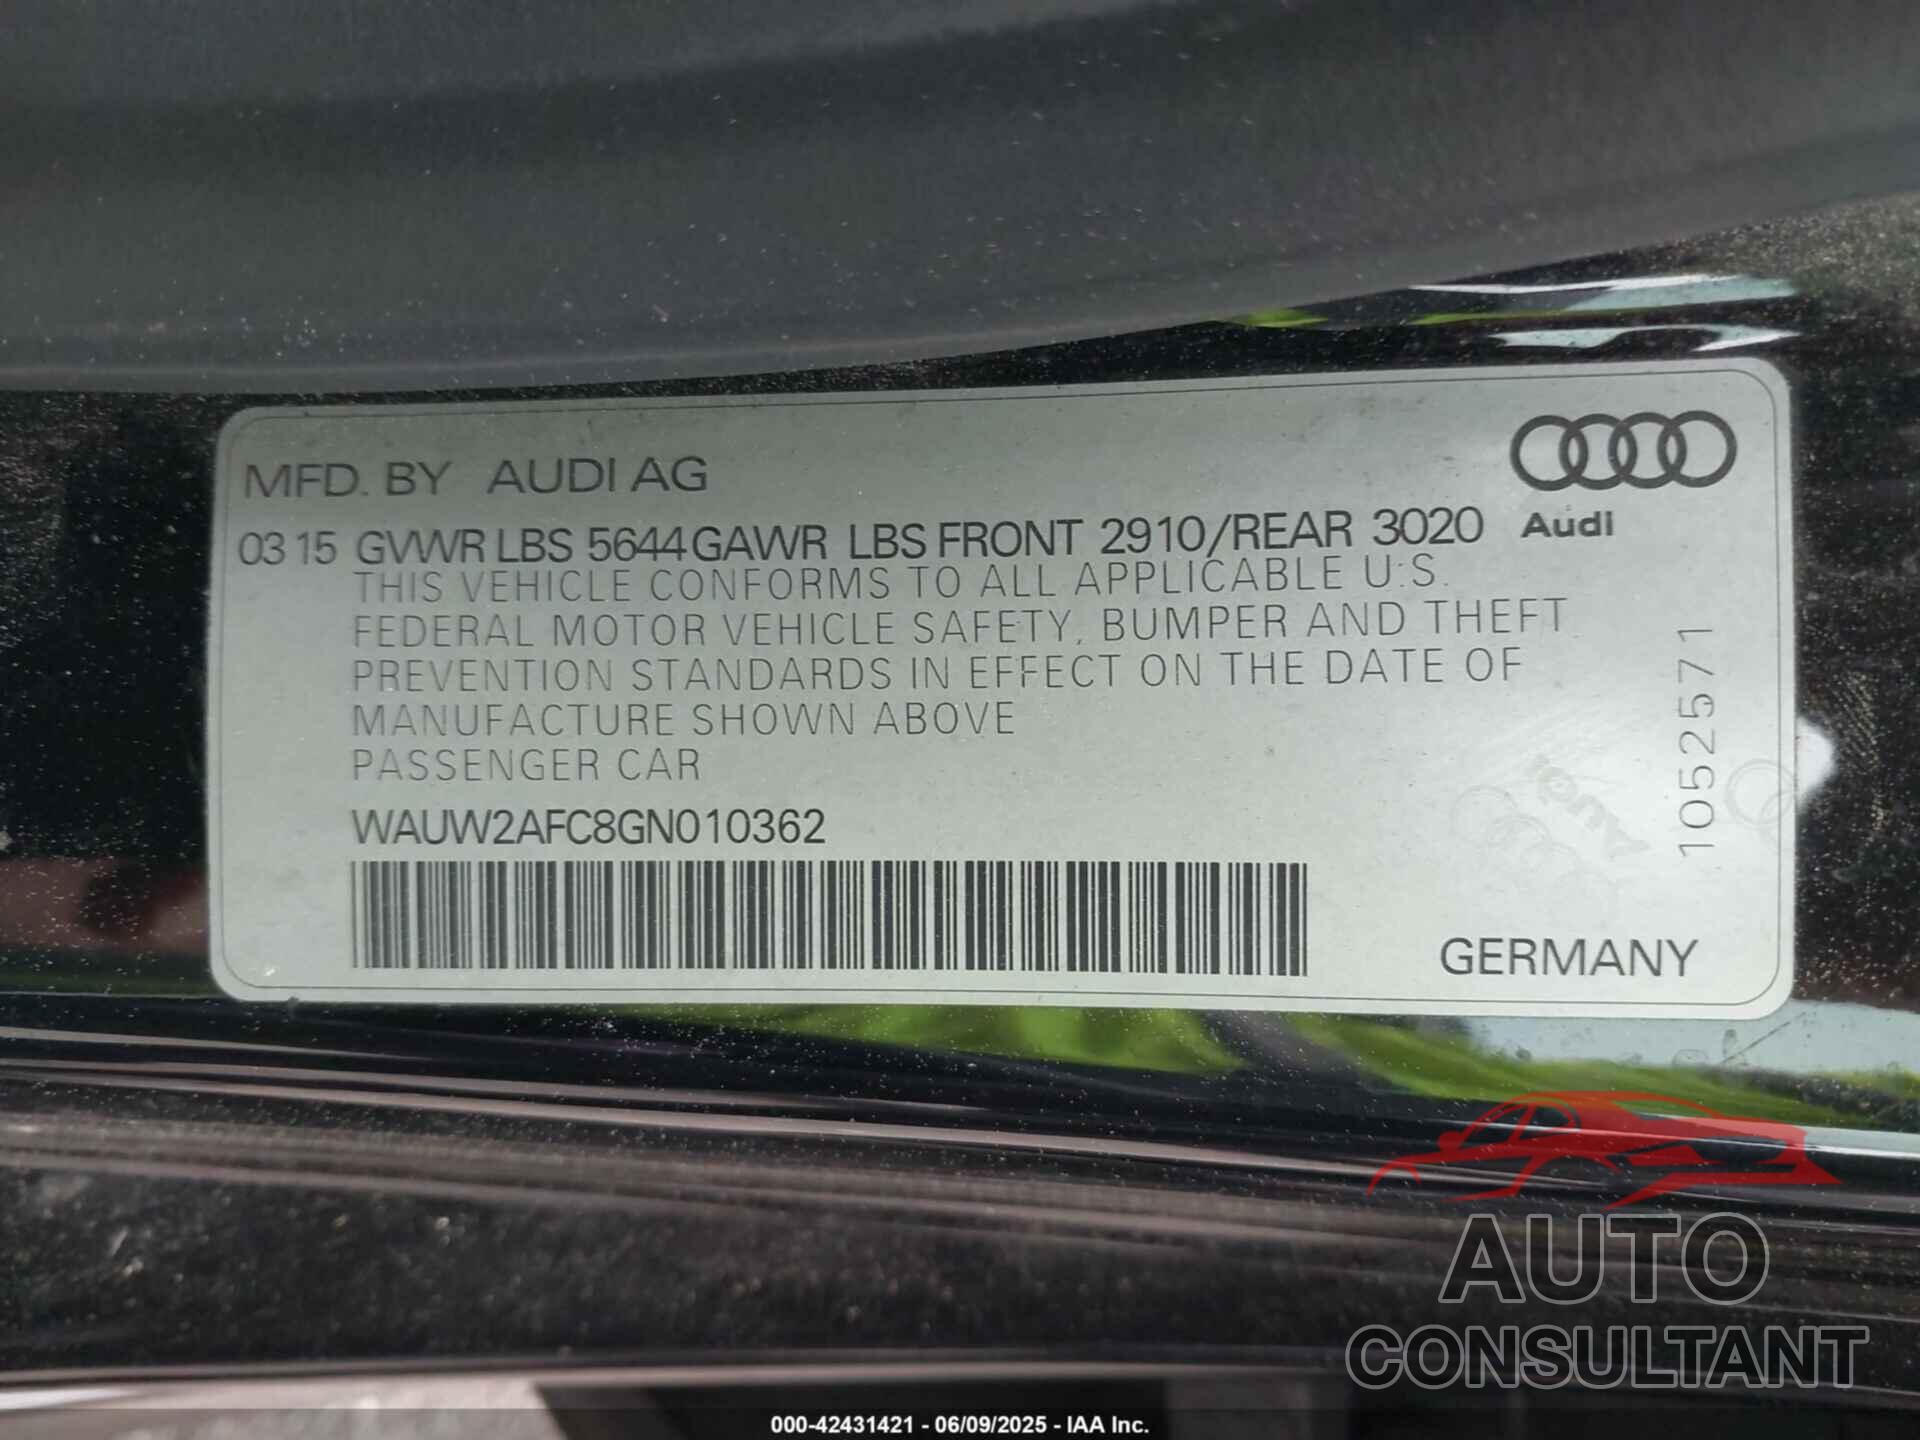 MFD. BY AUDI AG
03 15 GVWR LBS 5644 GAWR LBS FRONT 2910/REAR 3020
Audi
THIS VEHICLE CONFORMS TO ALL APPLICABLE U.S.
FEDERAL MOTOR VEHICLE SAFETY, BUMPER AND THEFT
PREVENTION STANDARDS IN EFFECT ON THE DATE OF
MANUFACTURE SHOWN ABOVE
PASSENGER CAR
WAUW2AFC8GN010362
1052571
Audi
GERMANY
AUTO
CONSULTANT
000-42431421 - 06/09/2025 - IAA Inc.